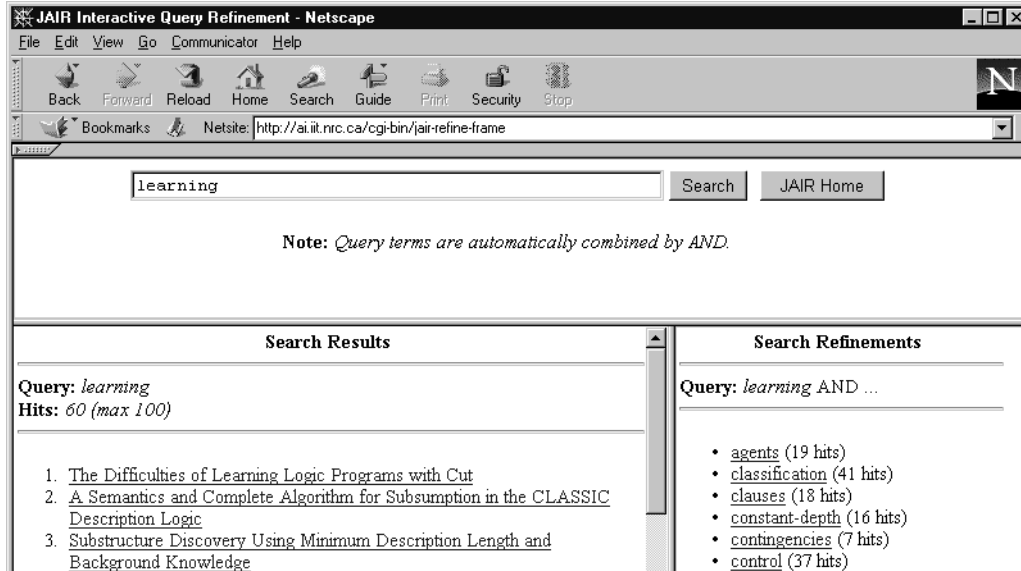 JAIR Interactive Query Refinement - Netscape
File Edit View Go Communicator Help
Back Forward Reload Home Search Guide Print Security Stop
N
Bookmarks Netsite: http://ai.iit.nrc.ca/cgi-bin/jair-refine-frame
learning Search JAIR Home
Note: Query terms are automatically combined by AND.
Search Results
Query: learning
Hits: 60 (max 100)
1. The Difficulties of Learning Logic Programs with Cut
2. A Semantics and Complete Algorithm for Subsumption in the CLASSIC
Description Logic
3. Substructure Discovery Using Minimum Description Length and
Background Knowledge
Search Refinements
Query: learning AND ...
• agents (19 hits)
• classification (41 hits)
• clauses (18 hits)
• constant-depth (16 hits)
• contingencies (7 hits)
• control (37 hits)